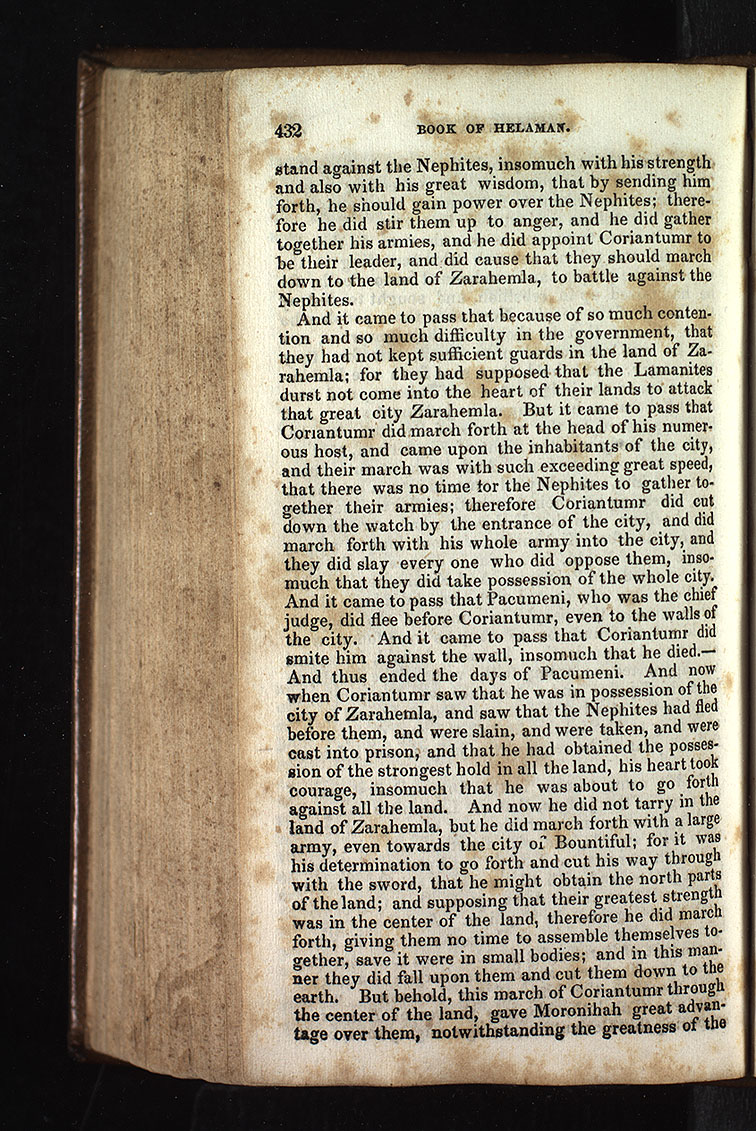 432 BOOK OF HELAMAN.
stand against the Nephites, insomuch with his strength
and also with his great wisdom, that by sending him
forth, he should gain power over the Nephites; there-
fore he did stir them up to anger, and he did gather
together his armies, and he did appoint Coriantumr to
be their leader, and did cause that they should march
down to the land of Zarahemla, to battle against the
Nephites.
And it came to pass that because of so much conten-
tion and so much difficulty in the government, that
they had not kept sufficient guards in the land of Za-
rahemla; for they had supposed that the Lamanites
durst not come into the heart of their lands to attack
that great city Zarahemla. But it came to pass that
Coriantumr did march forth at the head of his numer-
ous host, and came upon the inhabitants of the city,
and their march was with such exceeding great speed,
that there was no time for the Nephites to gather to-
gether their armies; therefore Coriantumr did cut
down the watch by the entrance of the city, and did
march forth with his whole army into the city, and
they did slay every one who did oppose them, inso-
much that they did take possession of the whole city.
And it came to pass that Pacumeni, who was the chief
judge, did flee before Coriantumr, even to the walls of
the city. And it came to pass that Coriantumr did
smite him against the wall, insomuch that he died.—
And thus ended the days of Pacumeni. And now
when Coriantumr saw that he was in possession of the
city of Zarahemla, and saw that the Nephites had fled
before them, and were slain, and were taken, and were
cast into prison, and that he had obtained the posses-
sion of the strongest hold in all the land, his heart took
courage, insomuch that he was about to go forth
against all the land. And now he did not tarry in the
land of Zarahemla, but he did march forth with a large
army, even towards the city of Bountiful; for it was
his determination to go forth and cut his way through
with the sword, that he might obtain the north parts
of the land; and supposing that their greatest strength
was in the center of the land, therefore he did march
forth, giving them no time to assemble themselves to-
gether, save it were in small bodies; and in this man-
ner they did fall upon them and cut them down to the
earth. But behold, this march of Coriantumr through
the center of the land, gave Moronihah great advan-
tage over them, notwithstanding the greatness of the